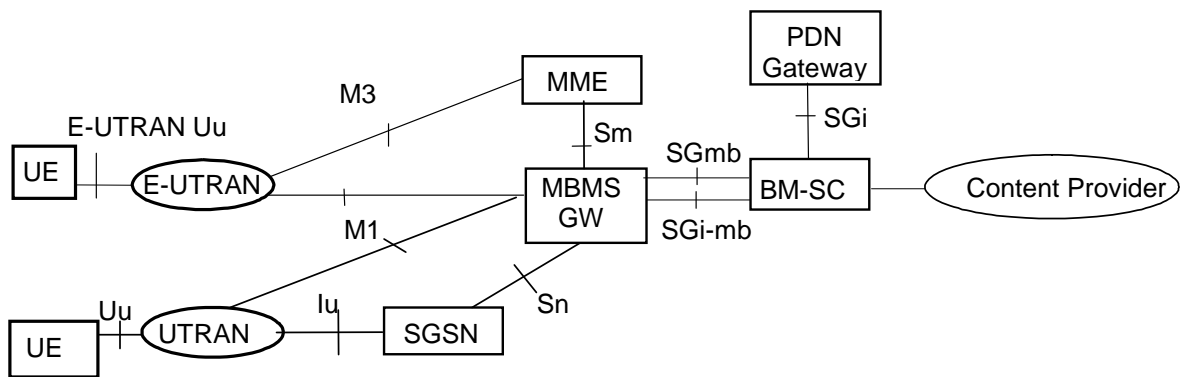 PDN
Gateway
MME
M3
SGi
E-UTRAN Uu
Sm
SGmb
UE
E-UTRAN
MBMS
GW
BM-SC
Content Provider
M1
SGi-mb
Sn
Uu
Iu
UTRAN
SGSN
UE